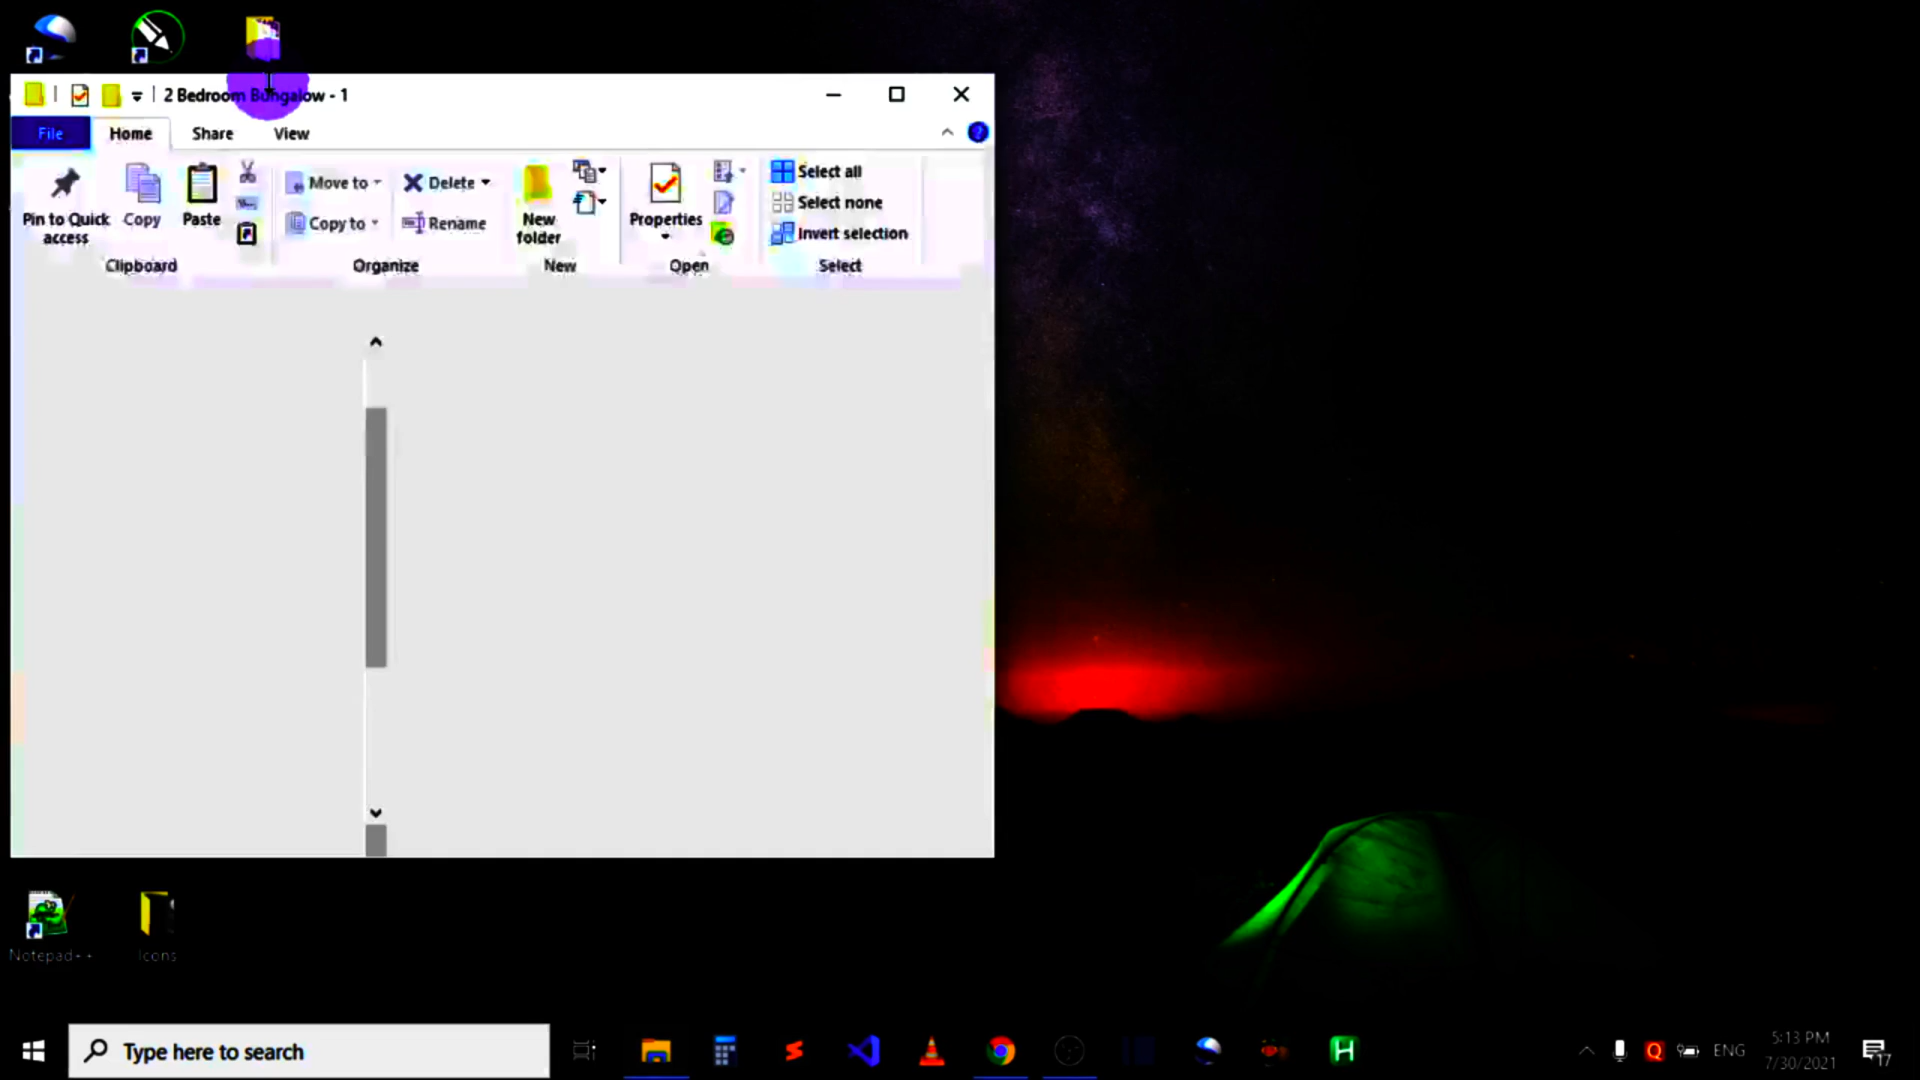 2 Bedroom Bungalow - 1
File Home Share View
Pin to Quick access
Copy
Paste
Move to
Copy to
Delete
Rename
New folder
Properties
Select all
Select none
Invert selection
Clipboard Organize New Open Select
Notepad++ Icons
Type here to search
ENG
5:13 PM
7/30/2021
17